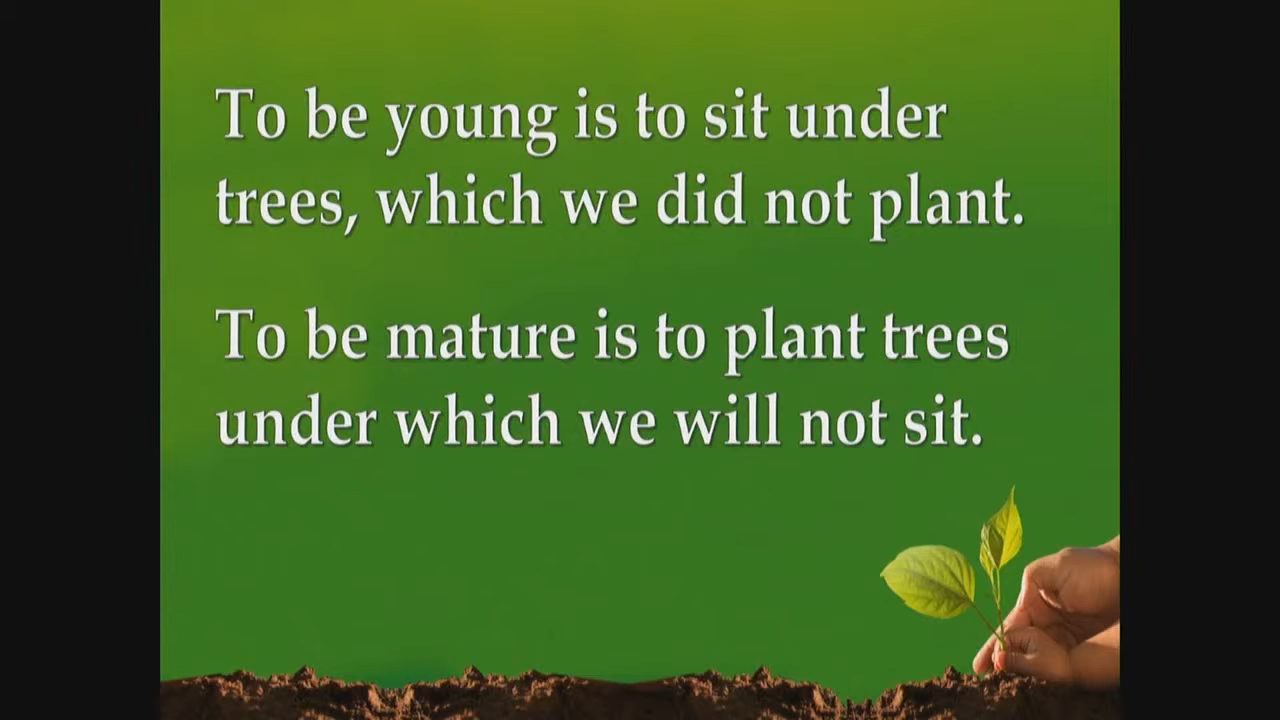 To be young is to sit under
trees, which we did not plant.
To be mature is to plant trees
under which we will not sit.